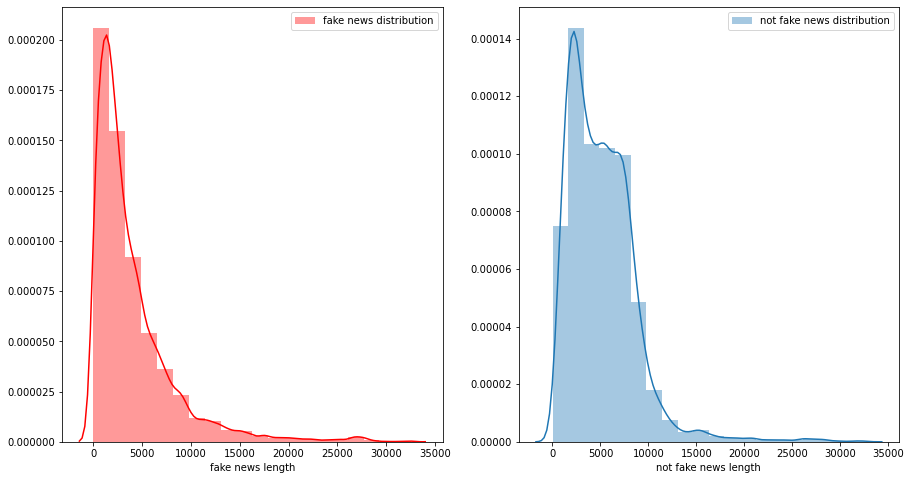 fake news distribution
0.000200
0.000175
0.000150
0.000125
0.000100
0.000075
0.000050
0.000025
0.000000
0 5000 10000 15000 20000 25000 30000 35000
fake news length
not fake news distribution
0.00014
0.00012
0.00010
0.00008
0.00006
0.00004
0.00002
0.00000
0 5000 10000 15000 20000 25000 30000 35000
not fake news length